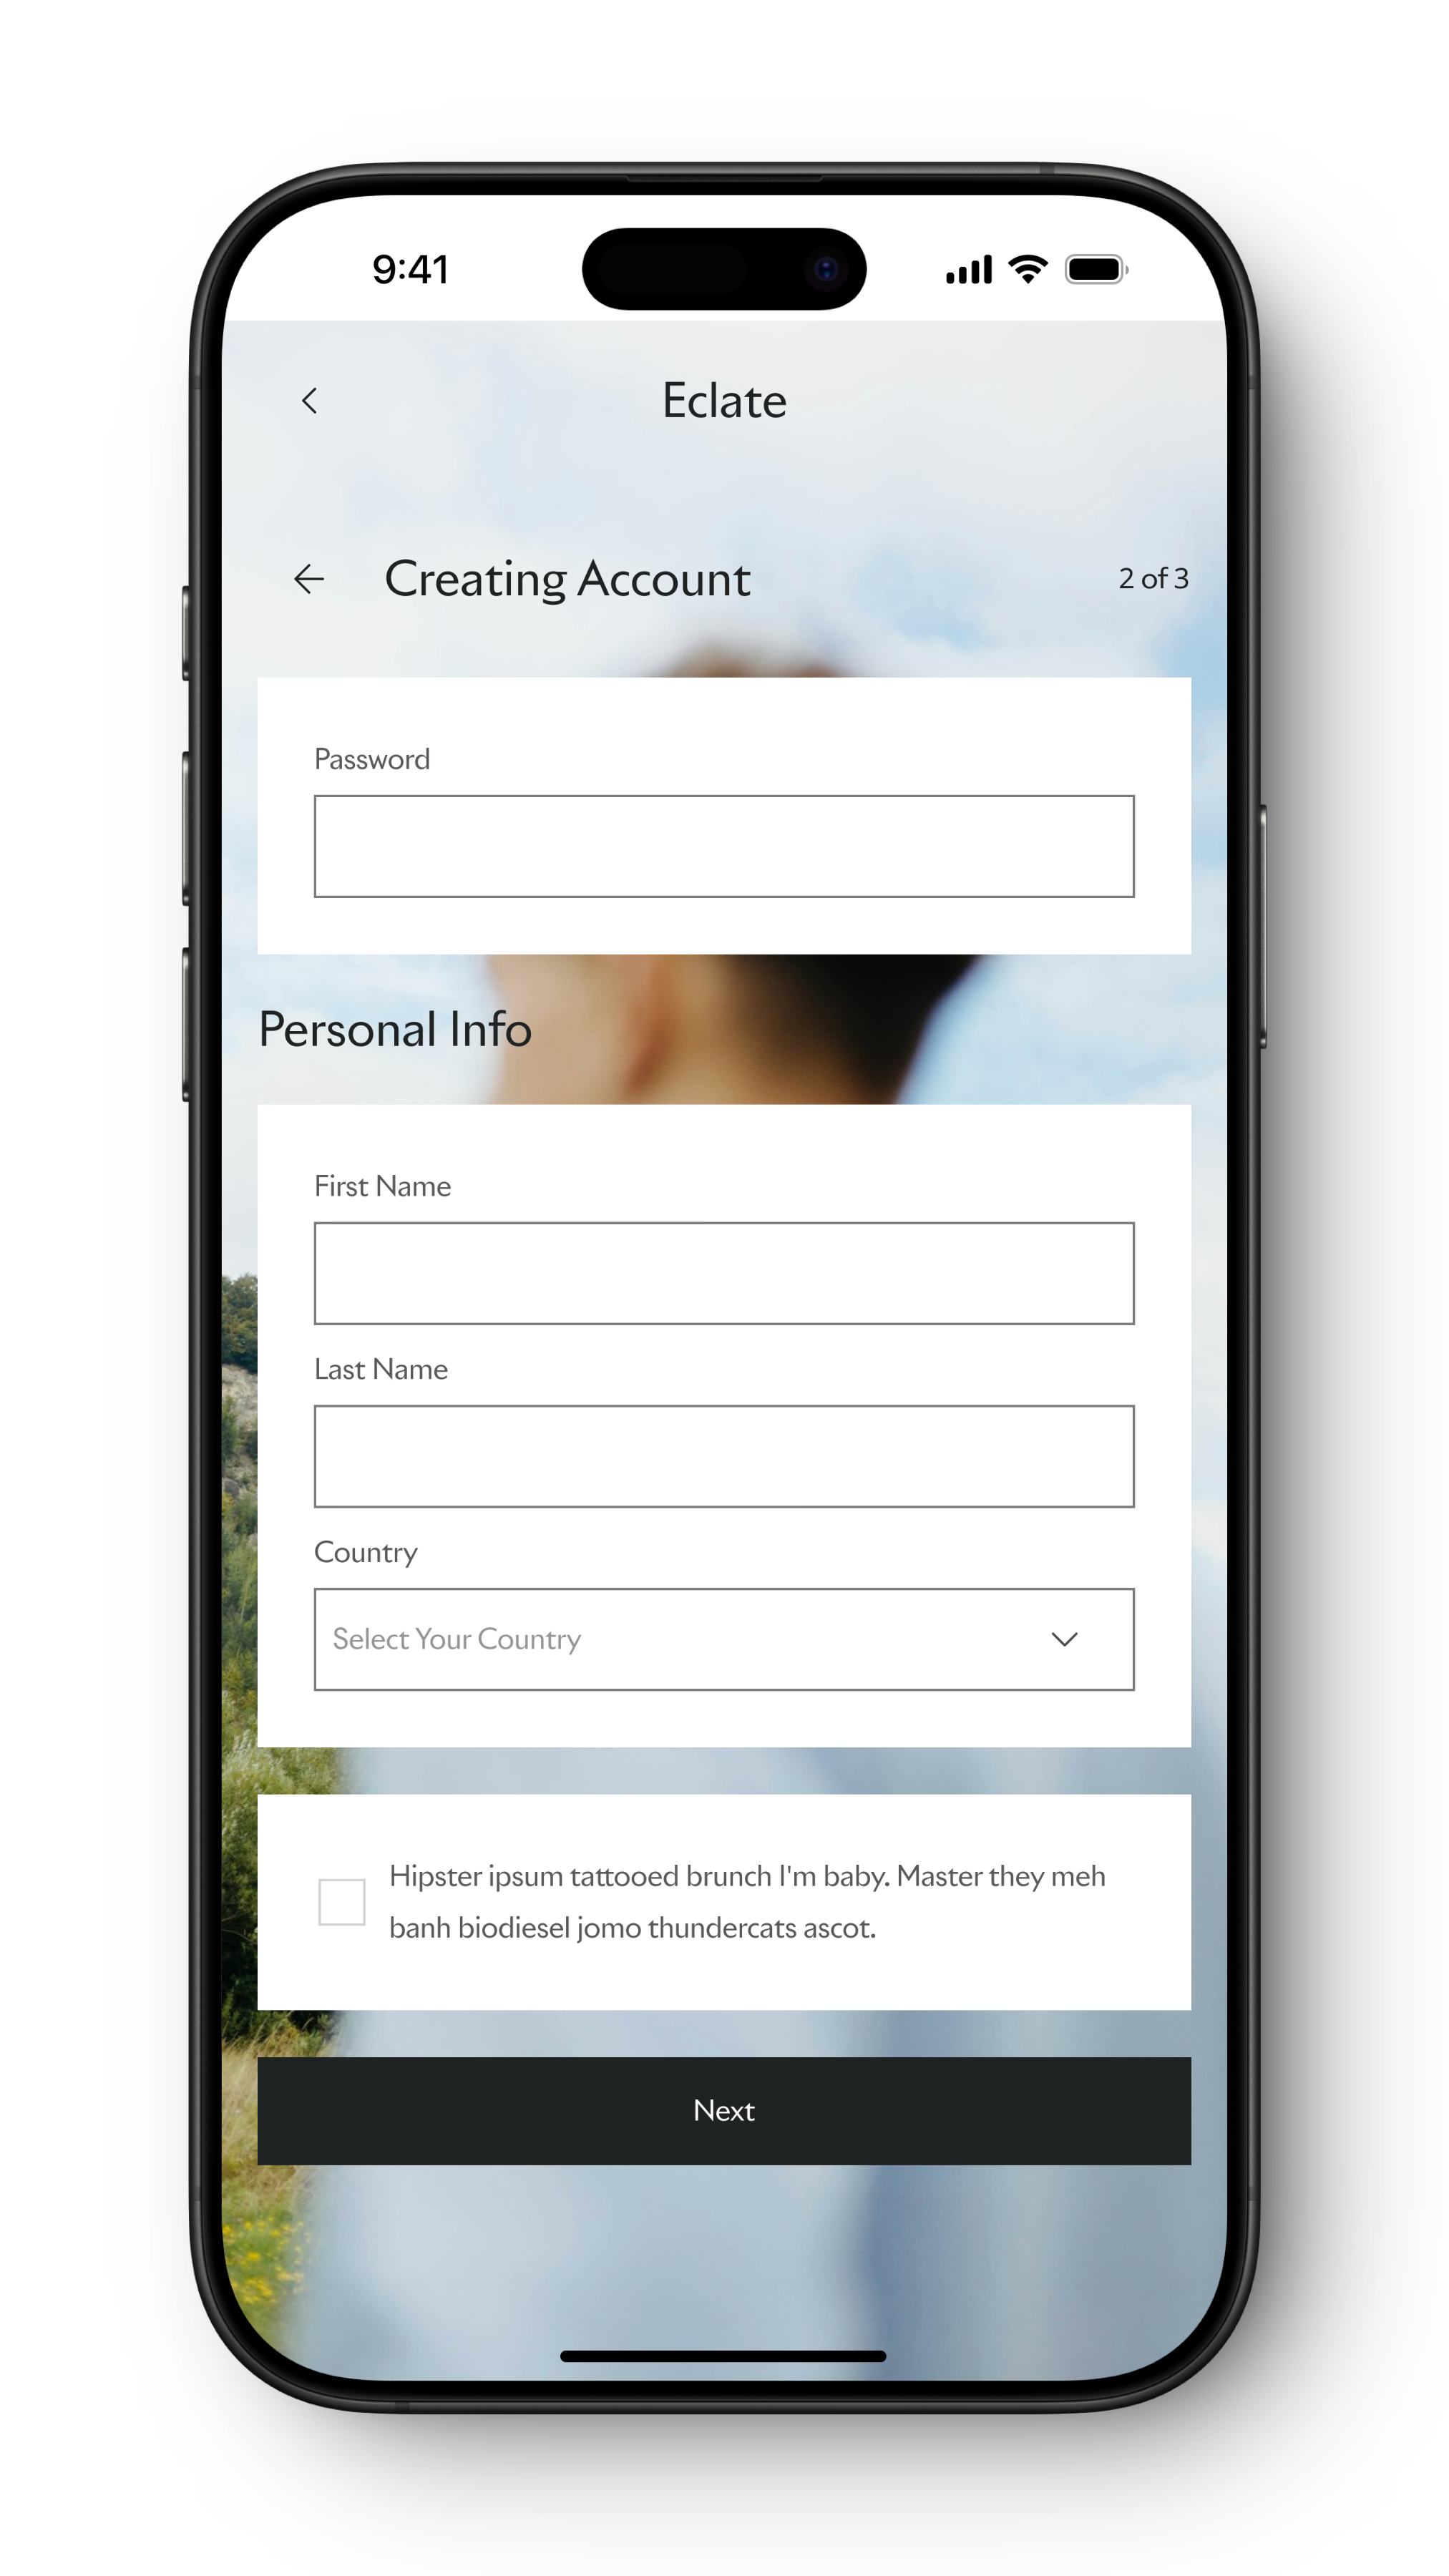 9:41
Eclate
Creating Account
2 of 3
Password
Personal Info
First Name
Last Name
Country
Select Your Country
Hipster ipsum tattooed brunch I'm baby. Master they meh
banh biodiesel jomo thundercats ascot.
Next